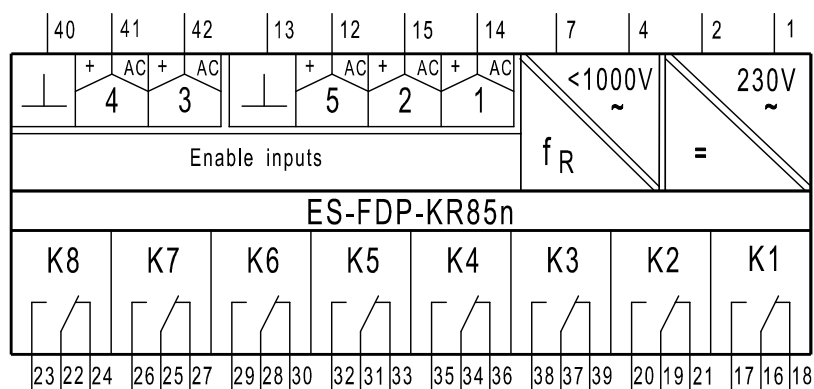 40 41 42 13 12 15 14 7 4 2 1
+ AC + AC + AC + AC + AC <1000V 230V
4 3 5 2 1 ~ ~
Enable inputs fR =
ES-FDP-KR85n
K8 K7 K6 K5 K4 K3 K2 K1
23 22 24 26 25 27 29 28 30 32 31 33 35 34 36 38 37 39 20 19 21 17 16 18